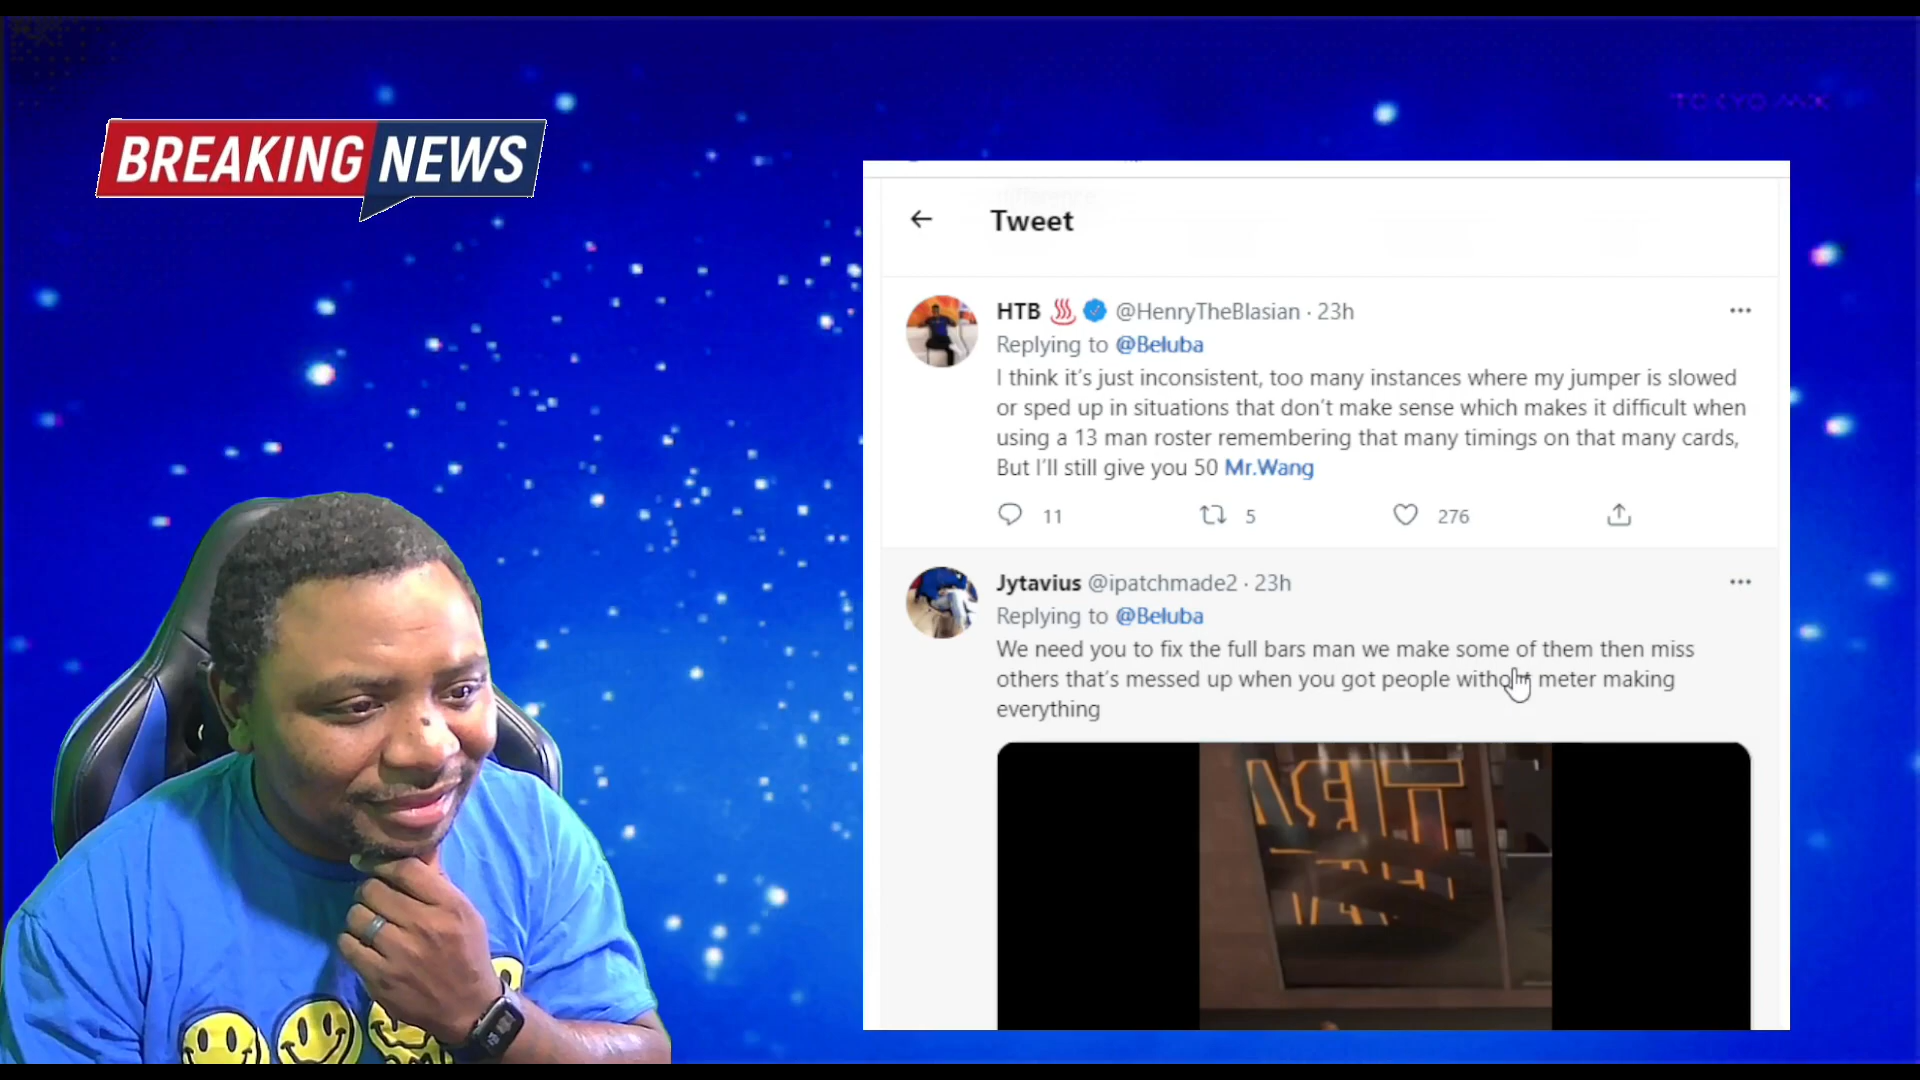 BREAKING NEWS
TOKYO MX
difference.
Tweet
HTB @HenryTheBlasian · 23h
Replying to @Beluba
I think it's just inconsistent, too many instances where my jumper is slowed
or sped up in situations that don't make sense which makes it difficult when
using a 13 man roster remembering that many timings on that many cards,
But I'll still give you 50 Mr.Wang
11 5 276
Jytavius @ipatchmade2 · 23h
Replying to @Beluba
We need you to fix the full bars man we make some of them then miss
others that's messed up when you got people without meter making
everything